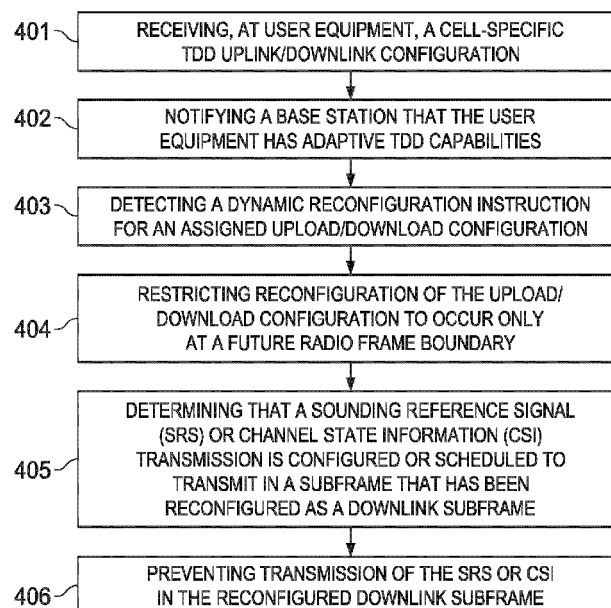 401
RECEIVING, AT USER EQUIPMENT, A CELL-SPECIFIC
TDD UPLINK/DOWNLINK CONFIGURATION
402
NOTIFYING A BASE STATION THAT THE USER
EQUIPMENT HAS ADAPTIVE TDD CAPABILITIES
403
DETECTING A DYNAMIC RECONFIGURATION INSTRUCTION
FOR AN ASSIGNED UPLOAD/DOWNLOAD CONFIGURATION
404
RESTRICTING RECONFIGURATION OF THE UPLOAD/
DOWNLOAD CONFIGURATION TO OCCUR ONLY
AT A FUTURE RADIO FRAME BOUNDARY
405
DETERMINING THAT A SOUNDING REFERENCE SIGNAL
(SRS) OR CHANNEL STATE INFORMATION (CSI)
TRANSMISSION IS CONFIGURED OR SCHEDULED TO
TRANSMIT IN A SUBFRAME THAT HAS BEEN
RECONFIGURED AS A DOWNLINK SUBFRAME
406
PREVENTING TRANSMISSION OF THE SRS OR CSI
IN THE RECONFIGURED DOWNLINK SUBFRAME